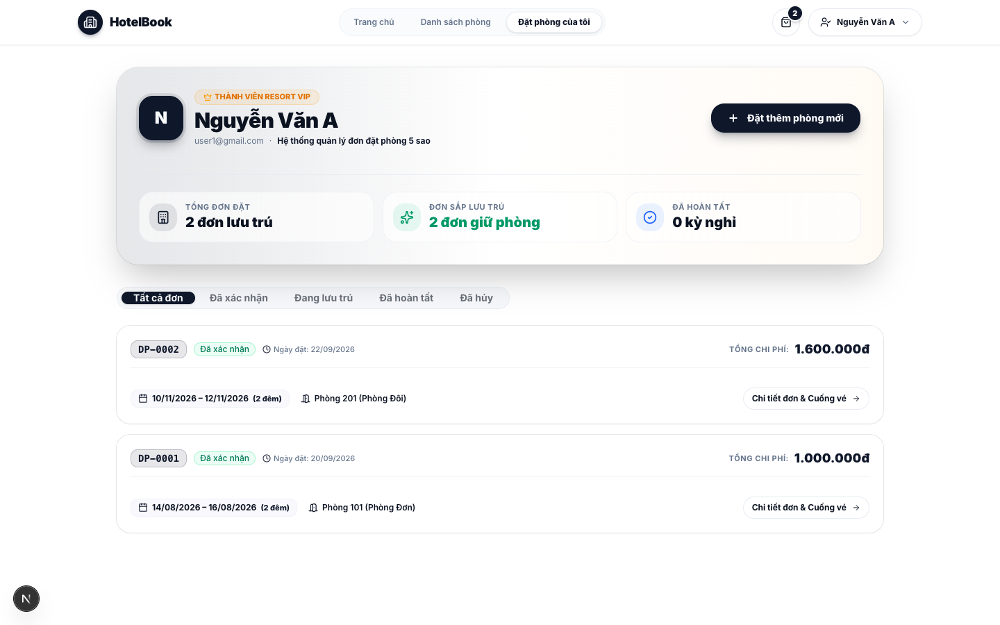 HotelBook
Trang chủ
Danh sách phòng
Đặt phòng của tôi
2
Nguyễn Văn A
N
THÀNH VIÊN RESORT VIP
Nguyễn Văn A
user1@gmail.com · Hệ thống quản lý đơn đặt phòng 5 sao
Đặt thêm phòng mới
TỔNG ĐƠN ĐẶT
2 đơn lưu trú
ĐƠN SẮP LƯU TRÚ
2 đơn giữ phòng
ĐÃ HOÀN TẤT
0 kỳ nghỉ
Tất cả đơn
Đã xác nhận
Đang lưu trú
Đã hoàn tất
Đã hủy
DP-0002
Đã xác nhận
Ngày đặt: 22/09/2026
TỔNG CHI PHÍ: 1.600.000đ
10/11/2026 – 12/11/2026 (2 đêm)
Phòng 201 (Phòng Đôi)
Chi tiết đơn & Cuống vé
DP-0001
Đã xác nhận
Ngày đặt: 20/09/2026
TỔNG CHI PHÍ: 1.000.000đ
14/08/2026 – 16/08/2026 (2 đêm)
Phòng 101 (Phòng Đơn)
Chi tiết đơn & Cuống vé
N